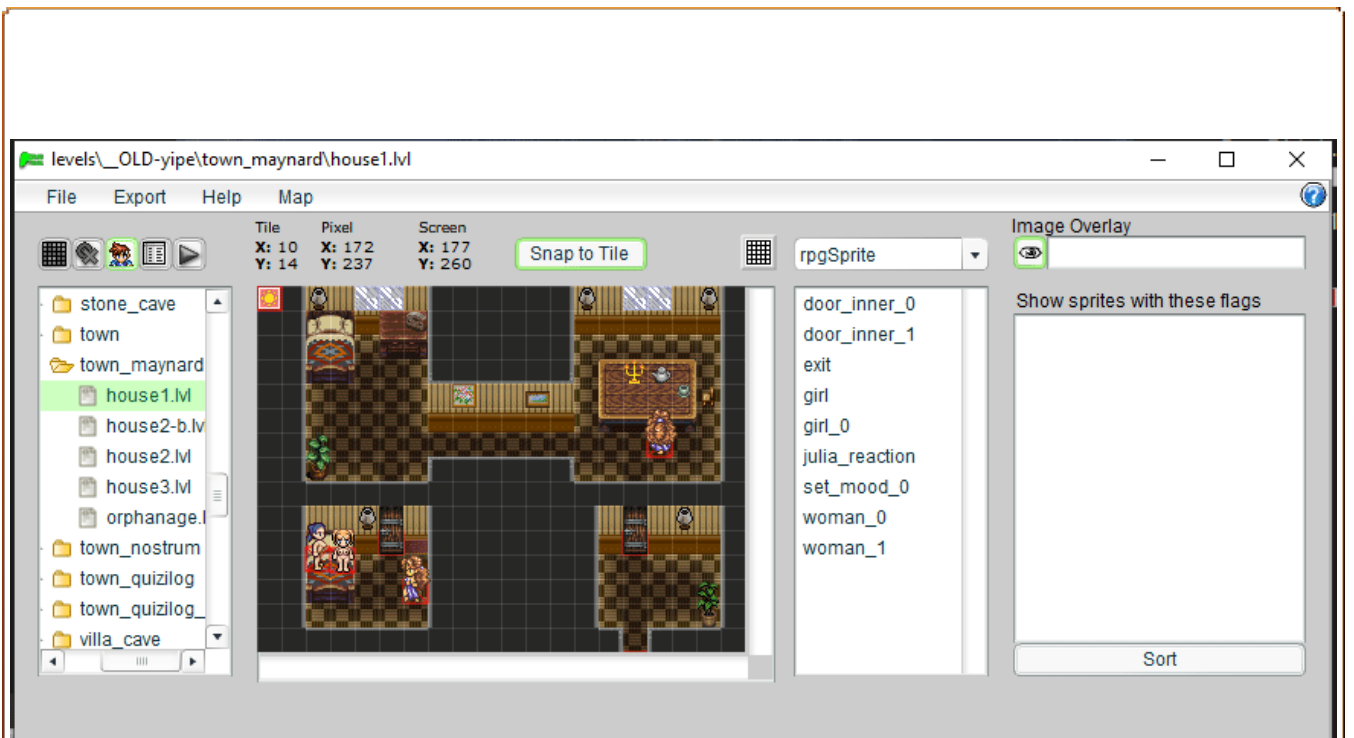 levels\__OLD-yipe\town_maynard\house1.lvl
File Export Help Map
Tile Pixel Screen
X: 10 X: 172 X: 177
Y: 14 Y: 237 Y: 260
Snap to Tile
rpgSprite
Image Overlay
stone_cave
town
town_maynard
house1.lvl
house2-b.lv
house2.lvl
house3.lvl
orphanage.l
town_nostrum
town_quizilog
town_quizilog_
villa_cave
door_inner_0
door_inner_1
exit
girl
girl_0
julia_reaction
set_mood_0
woman_0
woman_1
Show sprites with these flags
Sort